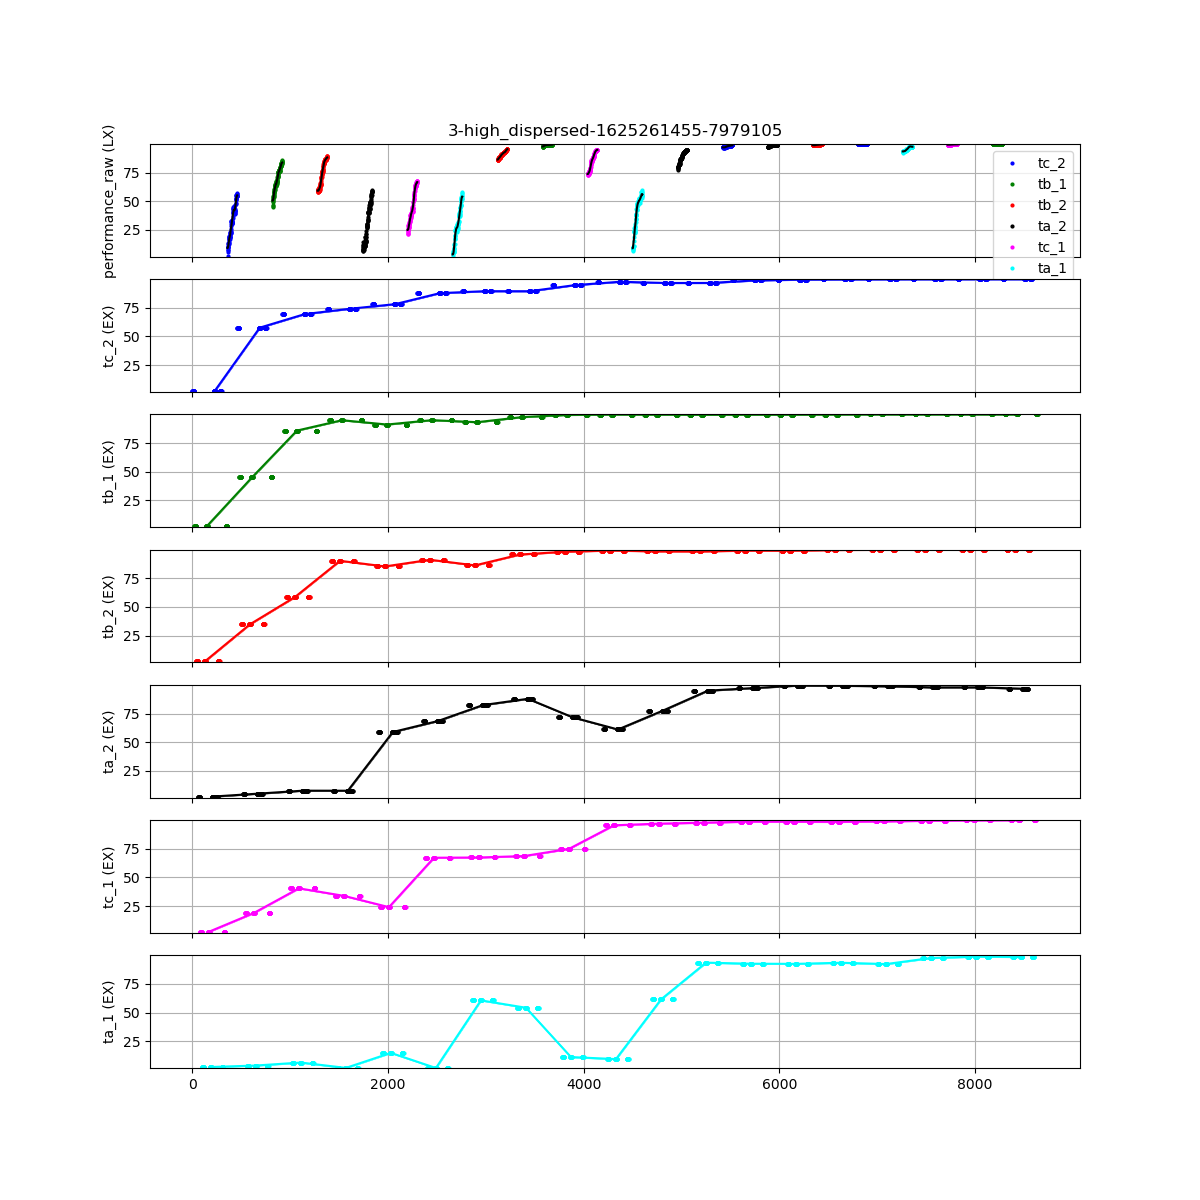 3-high_dispersed-1625261455-7979105
performance_raw (LX)
75
50
25
tc_2
tb_1
tb_2
ta_2
tc_1
ta_1
tc_2 (EX)
75
50
25
tb_1 (EX)
75
50
25
tb_2 (EX)
75
50
25
ta_2 (EX)
75
50
25
tc_1 (EX)
75
50
25
ta_1 (EX)
75
50
25
0 2000 4000 6000 8000